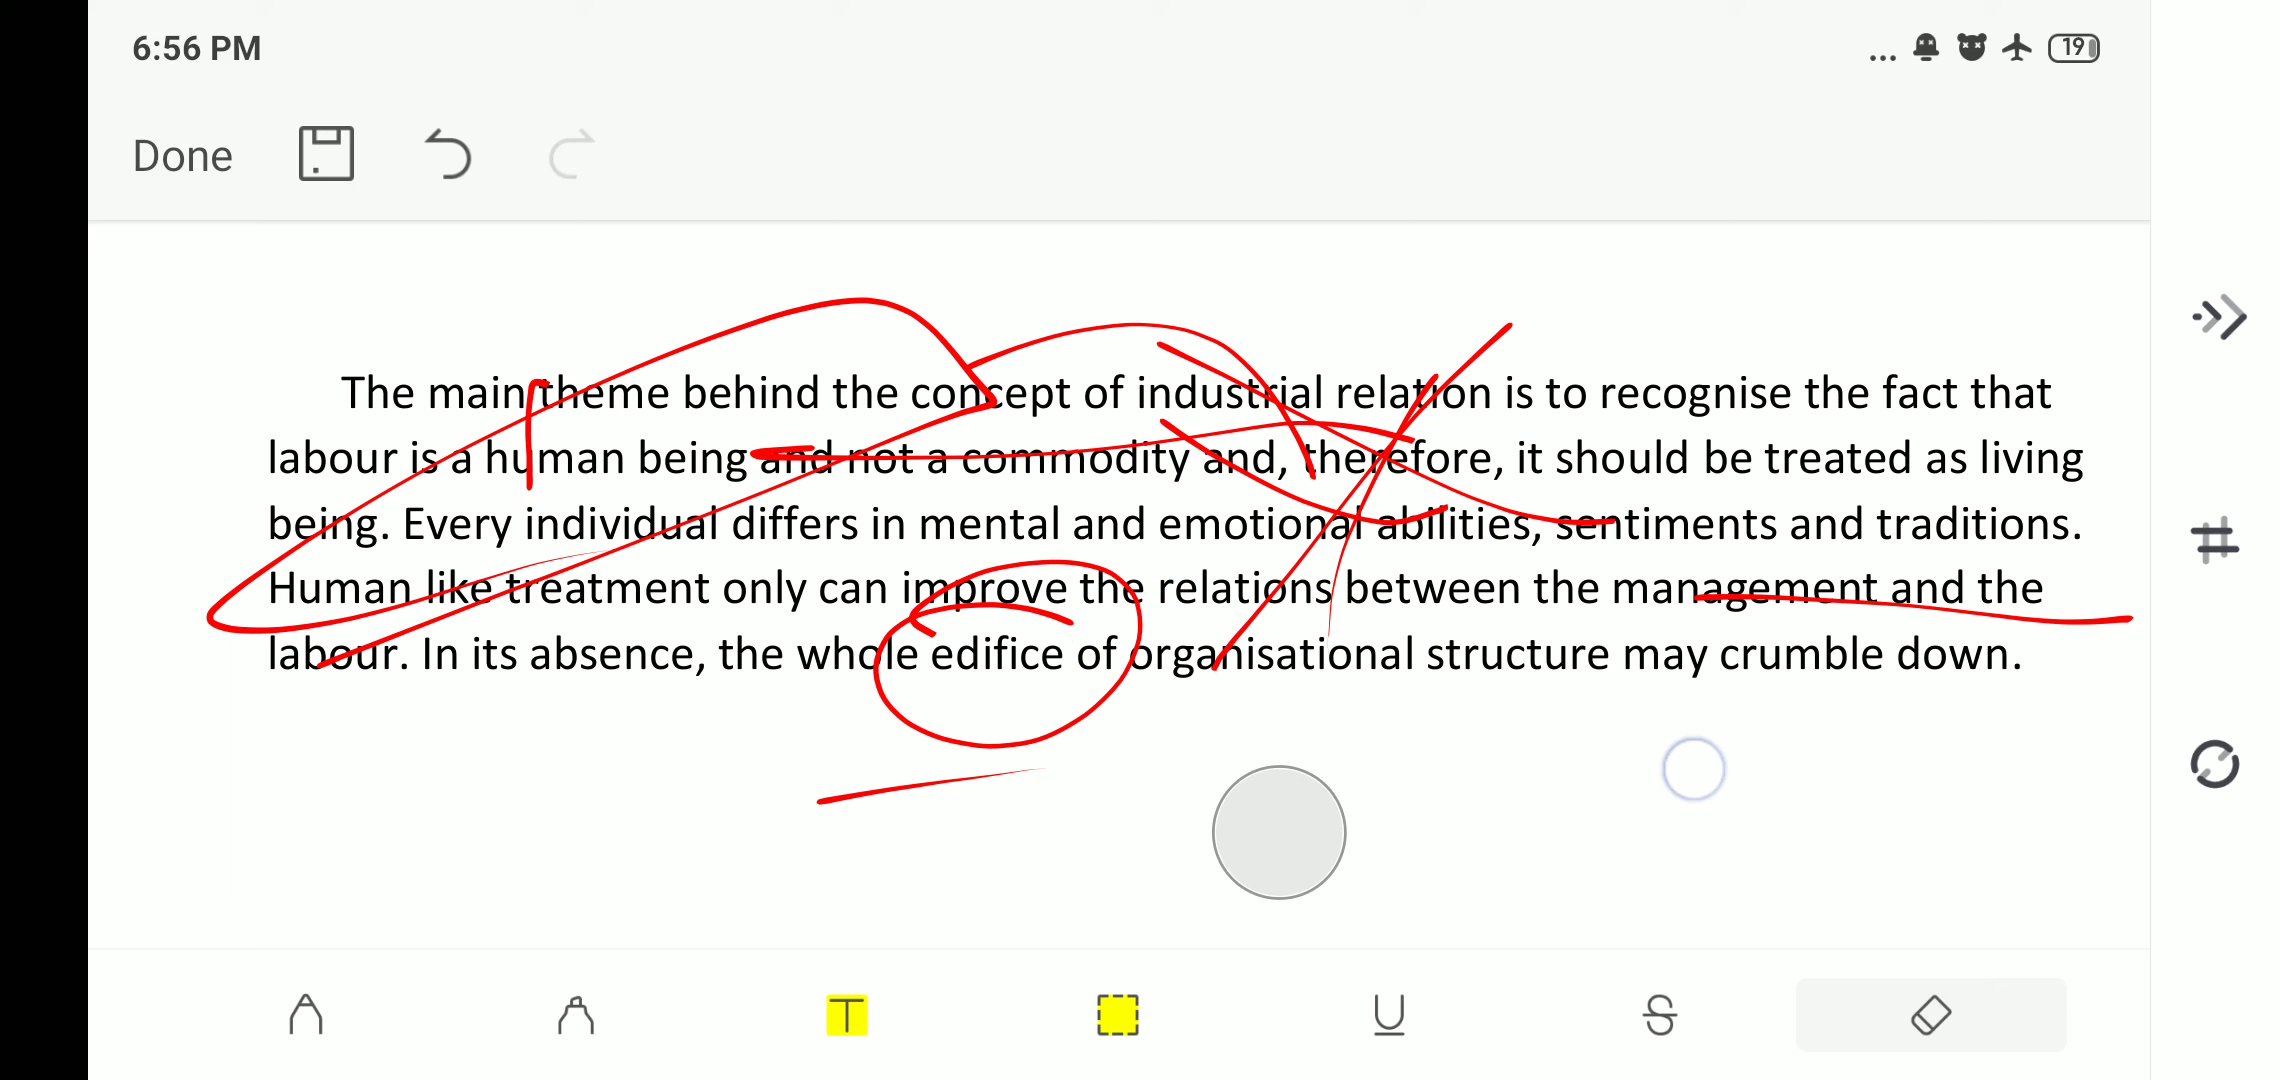 6:56 PM
... 19
Done
The main theme behind the concept of industrial relation is to recognise the fact that
labour is a human being and not a commodity and, therefore, it should be treated as living
being. Every individual differs in mental and emotional abilities, sentiments and traditions.
Human like treatment only can improve the relations between the management and the
labour. In its absence, the whole edifice of organisational structure may crumble down.
T
U
S